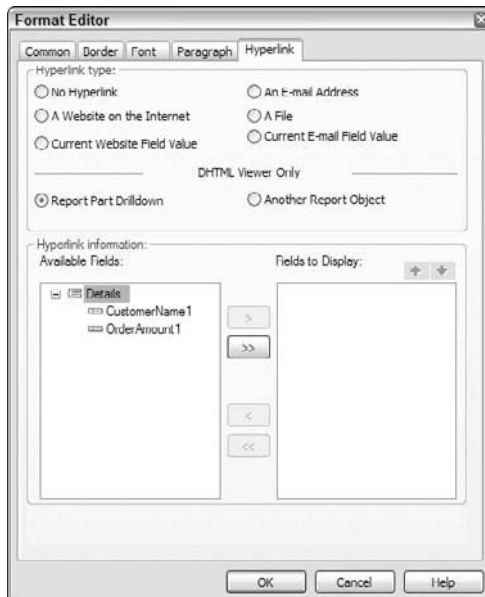 Format Editor
Common Border Font Paragraph Hyperlink
Hyperlink type:
No Hyperlink
An E-mail Address
A Website on the Internet
A File
Current Website Field Value
Current E-mail Field Value
DHTML Viewer Only
Report Part Drilldown
Another Report Object
Hyperlink information:
Available Fields:
Fields to Display:
Details
CustomerName1
OrderAmount1
>
>>
<
<<
OK Cancel Help